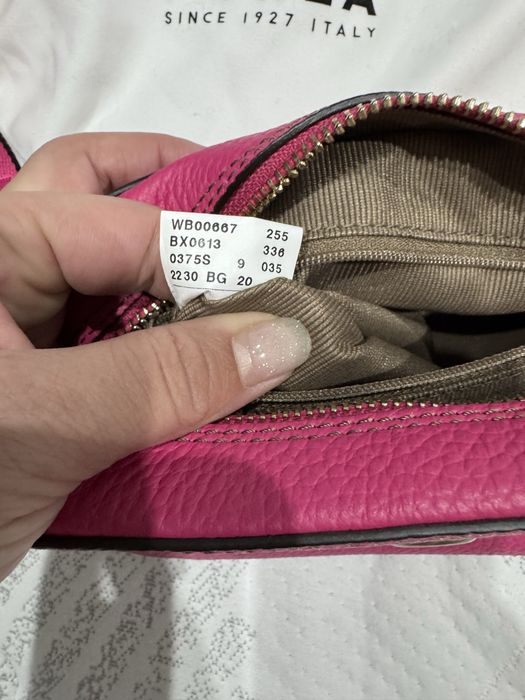 SINCE 1927 ITALY
WB00667 255
BX0613 336
0375S 9 035
2230 BG 20